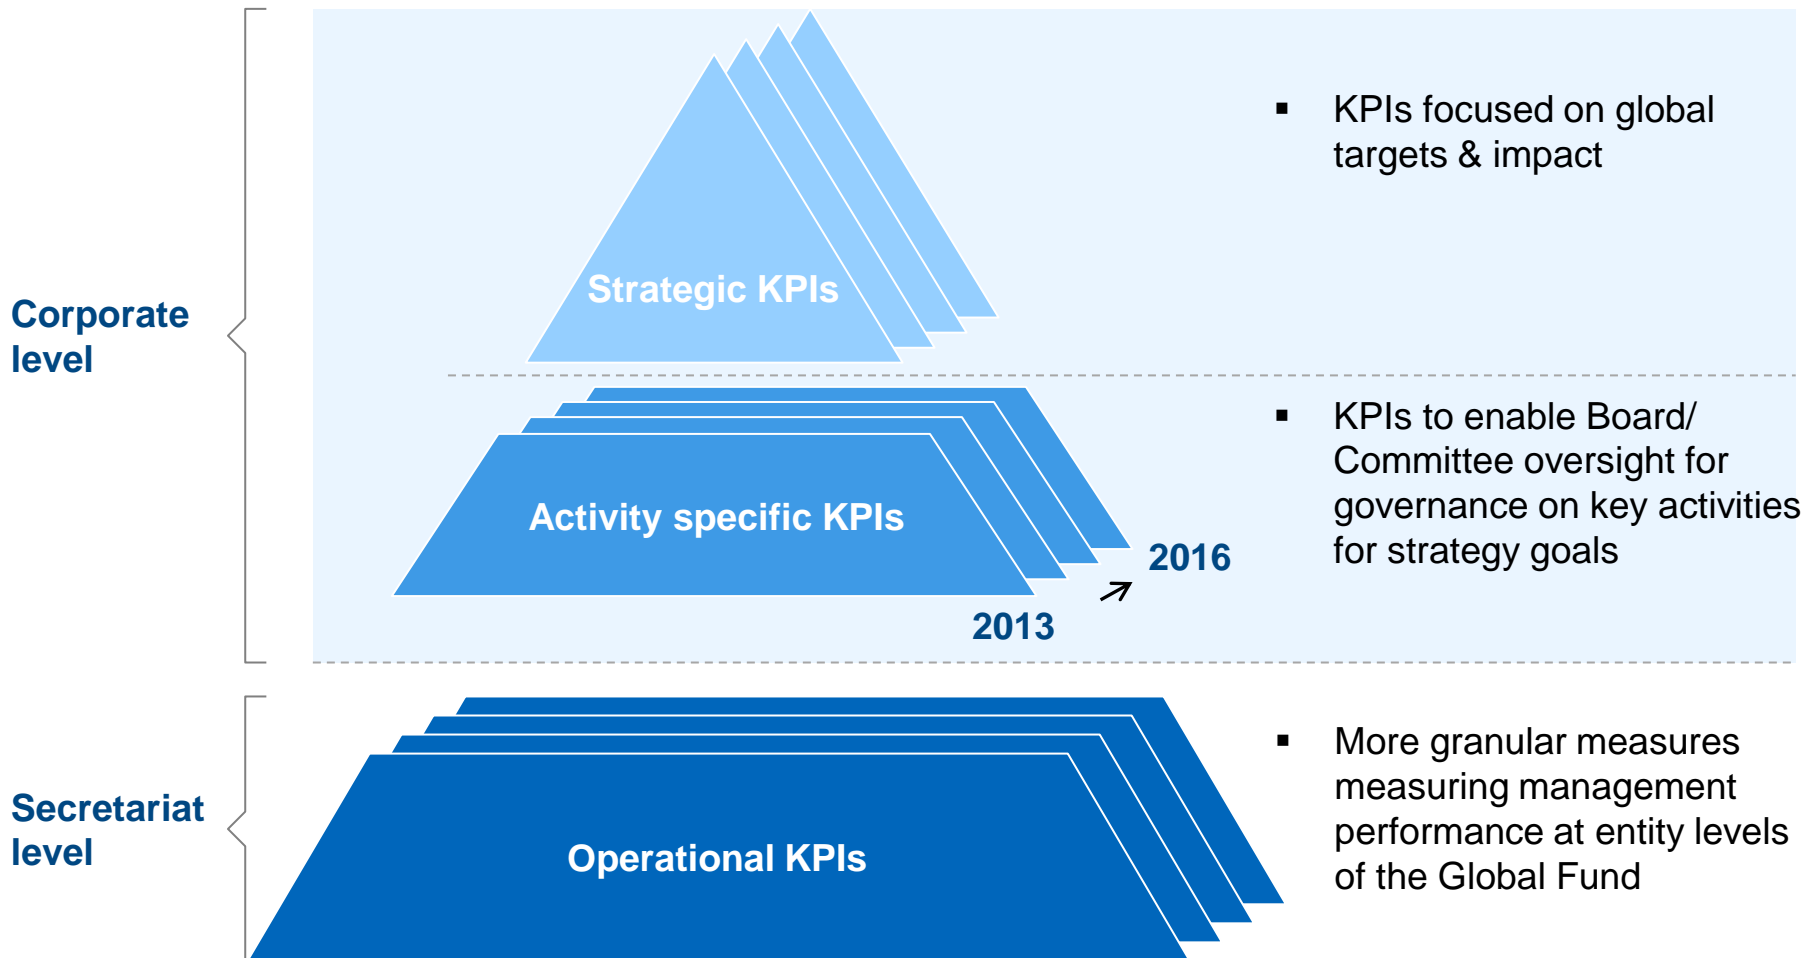 Corporate
level
Strategic KPIs
▪ KPIs focused on global
targets & impact
Activity specific KPIs
2013
2016
▪ KPIs to enable Board/
Committee oversight for
governance on key activities
for strategy goals
Secretariat
level
Operational KPIs
▪ More granular measures
measuring management
performance at entity levels
of the Global Fund